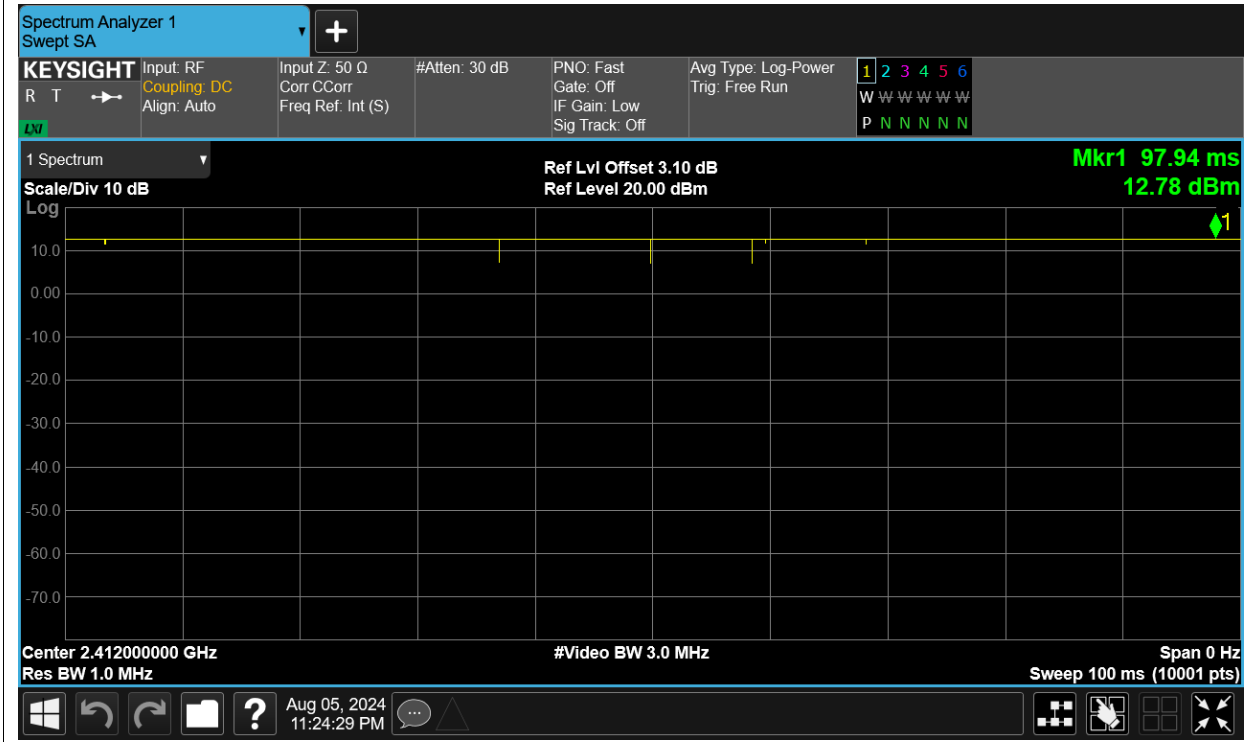 Spectrum Analyzer 1
Swept SA
KEYSIGHT
R T
LXI
Input: RF
Coupling: DC
Align: Auto
Input Z: 50 Ω
Corr CCorr
Freq Ref: Int (S)
#Atten: 30 dB
PNO: Fast
Gate: Off
IF Gain: Low
Sig Track: Off
Avg Type: Log-Power
Trig: Free Run
1 2 3 4 5 6
W W W W W W
P N N N N N
1 Spectrum
Scale/Div 10 dB
Log
Ref Lvl Offset 3.10 dB
Ref Level 20.00 dBm
Mkr1 97.94 ms
12.78 dBm
1
10.0
0.00
-10.0
-20.0
-30.0
-40.0
-50.0
-60.0
-70.0
Center 2.412000000 GHz
Res BW 1.0 MHz
#Video BW 3.0 MHz
Span 0 Hz
Sweep 100 ms (10001 pts)
?
Aug 05, 2024
11:24:29 PM